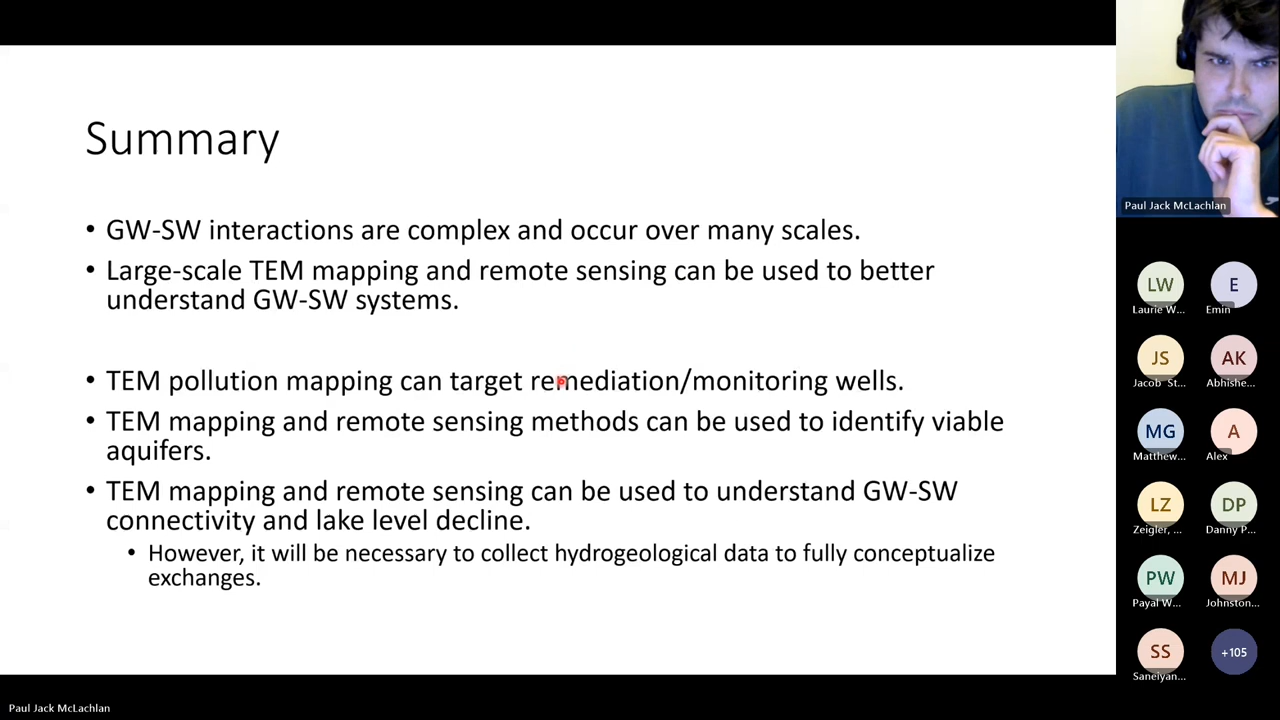 Summary
• GW-SW interactions are complex and occur over many scales.
• Large-scale TEM mapping and remote sensing can be used to better
understand GW-SW systems.
• TEM pollution mapping can target remediation/monitoring wells.
• TEM mapping and remote sensing methods can be used to identify viable
aquifers.
• TEM mapping and remote sensing can be used to understand GW-SW
connectivity and lake level decline.
• However, it will be necessary to collect hydrogeological data to fully conceptualize
exchanges.
Paul Jack McLachlan
LW
E
Laurie W...
Emin
JS
AK
Jacob St...
Abhishe...
MG
A
Matthew...
Alex
LZ
DP
Zeigler, ...
Danny P...
PW
MJ
Payal W...
Johnston...
SS
+105
Saneiyan...
Paul Jack McLachlan